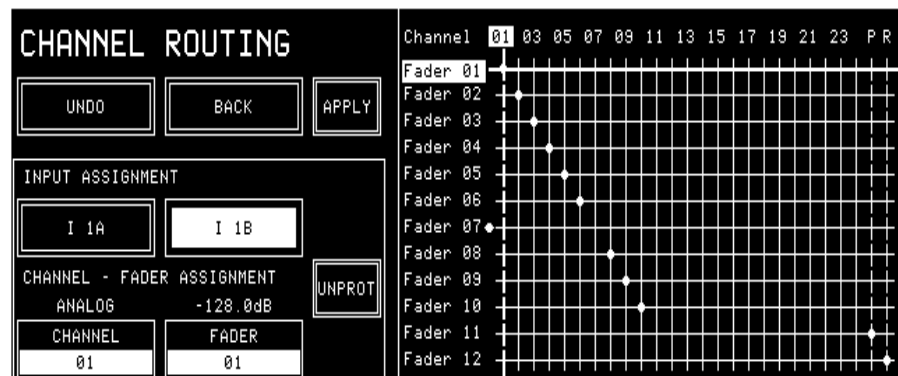 CHANNEL ROUTING
UNDO
BACK
APPLY
INPUT ASSIGNMENT
I 1A
I 1B
CHANNEL - FADER ASSIGNMENT
UNPROT
ANALOG -128.0dB
CHANNEL
01
FADER
01
Channel 01 03 05 07 09 11 13 15 17 19 21 23 P R
Fader 01
Fader 02
Fader 03
Fader 04
Fader 05
Fader 06
Fader 07
Fader 08
Fader 09
Fader 10
Fader 11
Fader 12